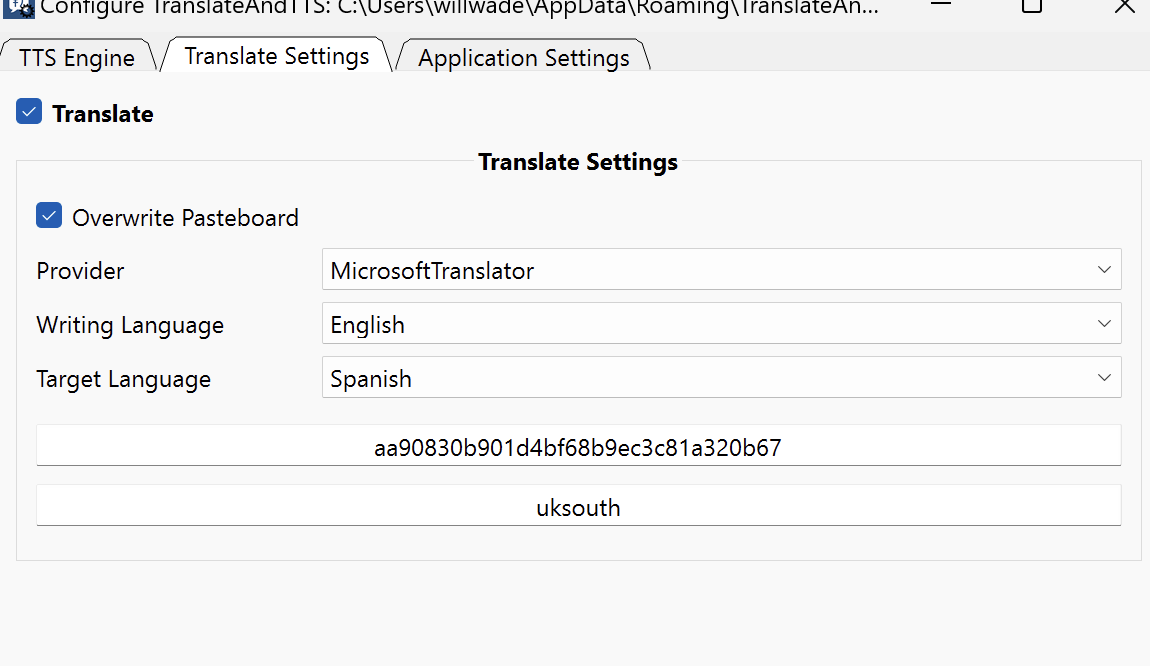 Configure TranslateAndTTS: C:\Users\willwade\AppData\Roaming\TranslateAn...
TTS Engine
Translate Settings
Application Settings
Translate
Translate Settings
Overwrite Pasteboard
Provider
MicrosoftTranslator
Writing Language
English
Target Language
Spanish
aa90830b901d4bf68b9ec3c81a320b67
uksouth